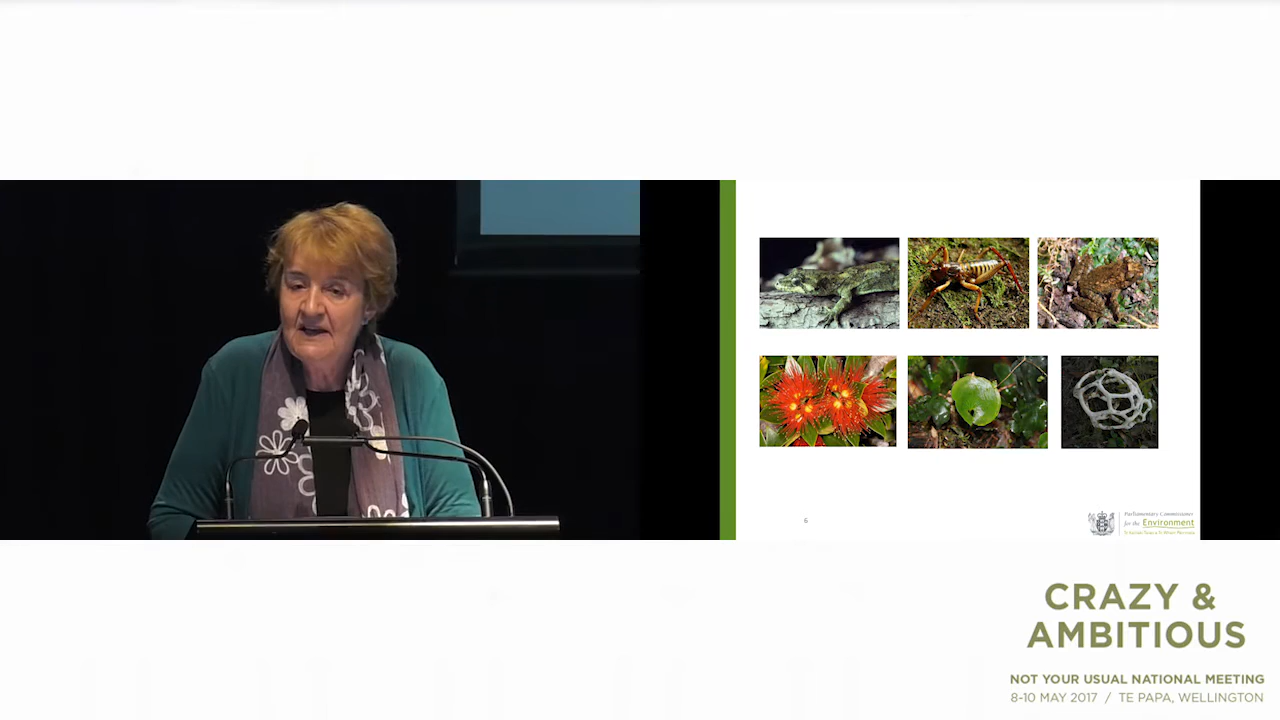 6
Parliamentary Commissioner
for the Environment
CRAZY &
AMBITIOUS
NOT YOUR USUAL NATIONAL MEETING
8-10 MAY 2017 / TE PAPA, WELLINGTON